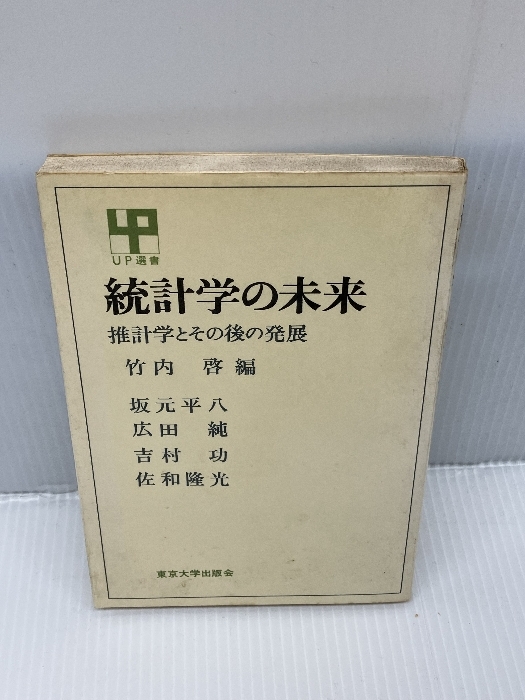 UP
UP選書
統計学の未来
推計学とその後の発展
竹内 啓 編
坂元平八
広田 純
吉村 功
佐和隆光
東京大学出版会